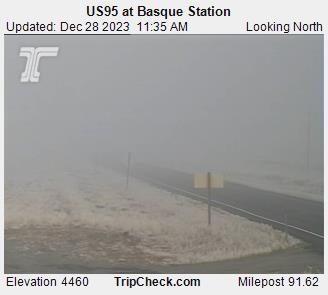 US95 at Basque Station
Updated: Dec 28 2023 11:35 AM Looking North
Elevation 4460 TripCheck.com Milepost 91.62